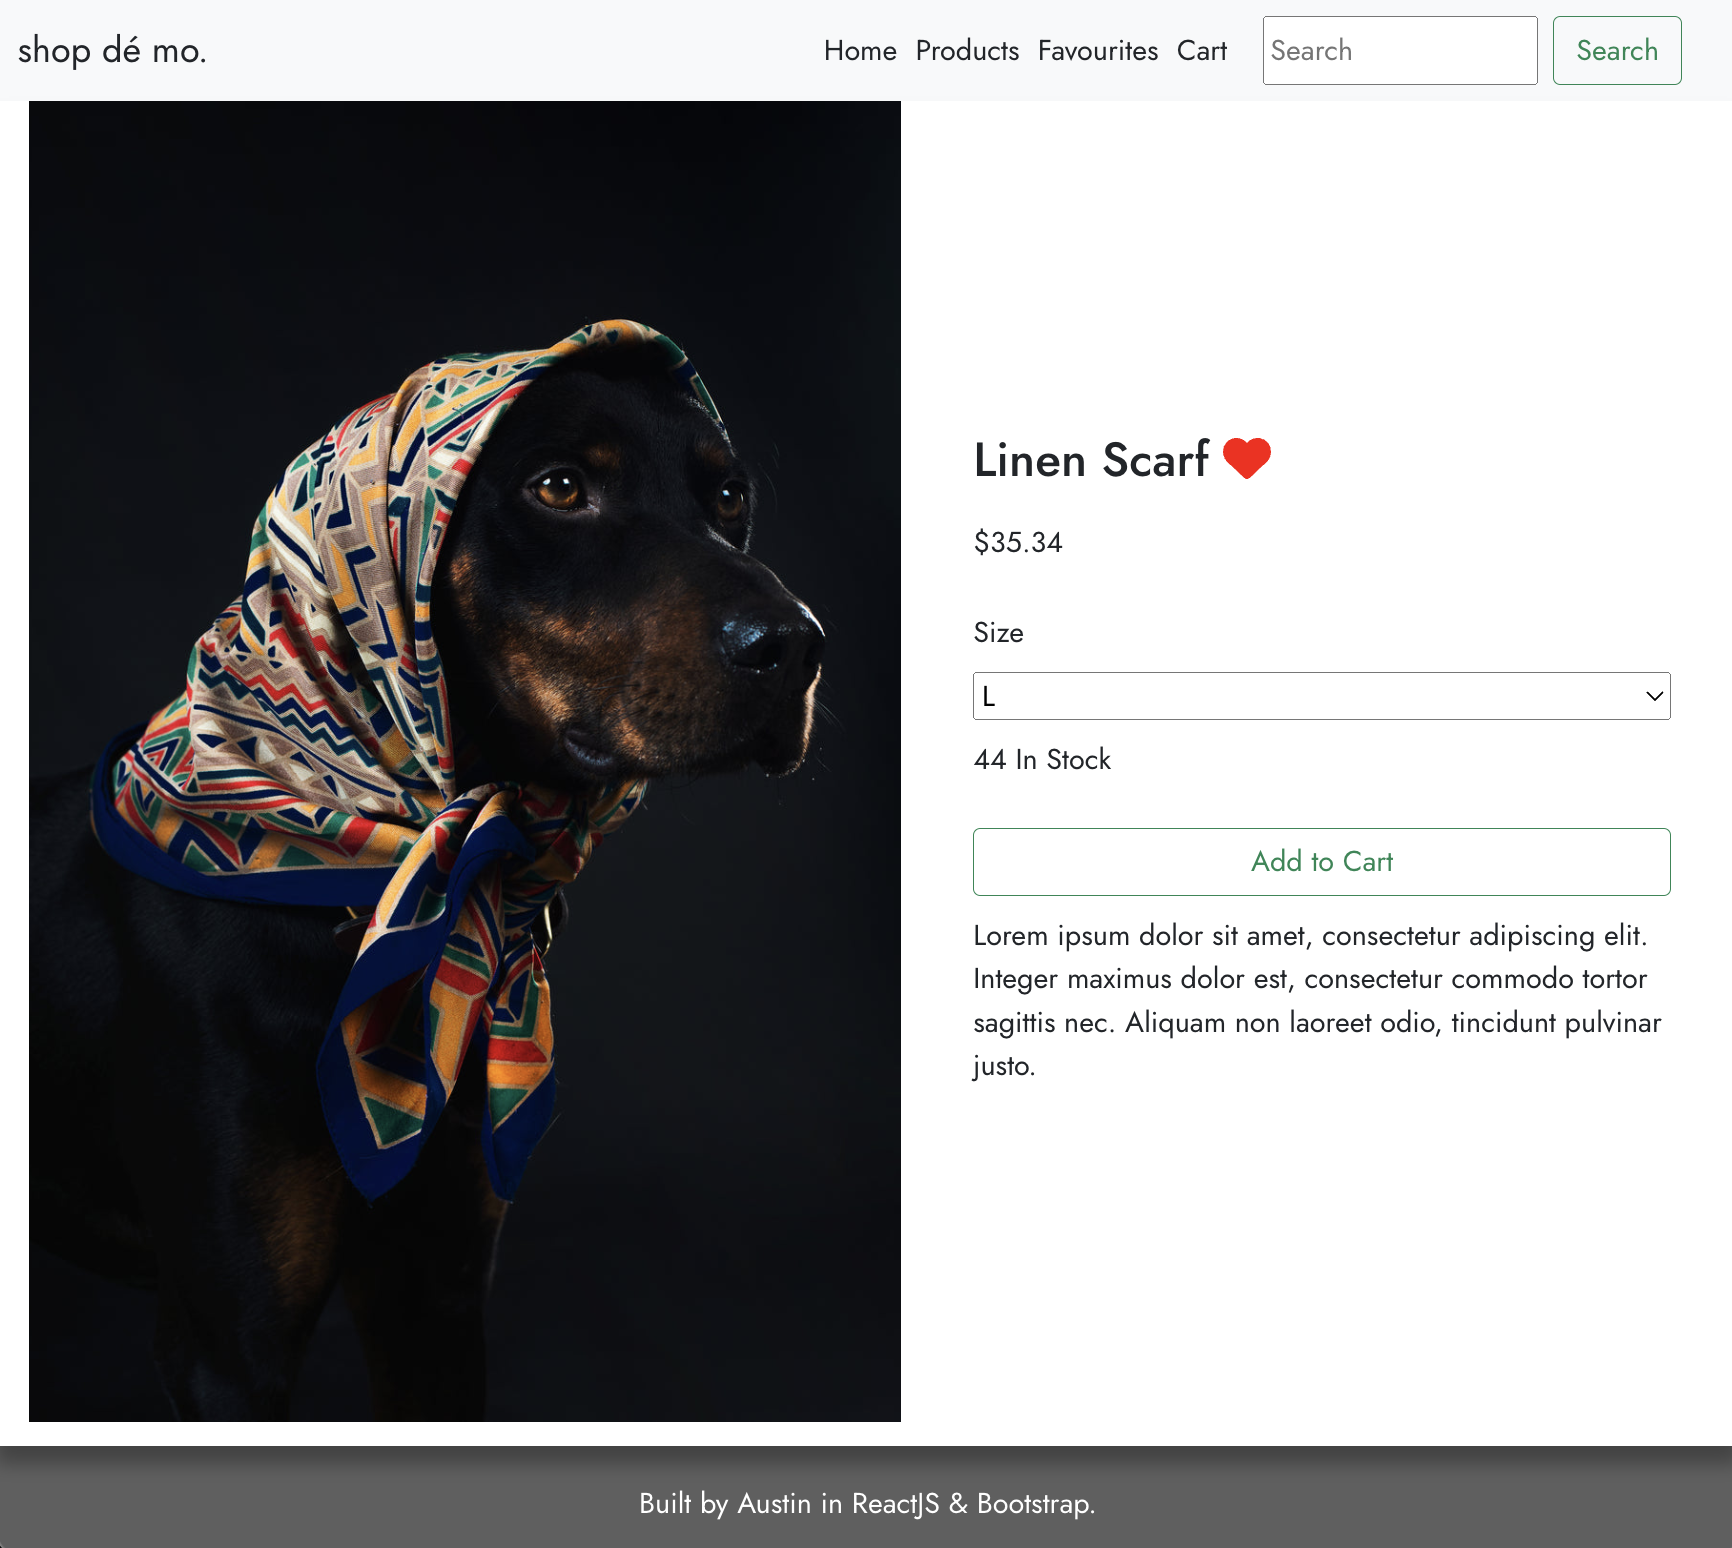 shop dé mo.
Home Products Favourites Cart Search Search
Linen Scarf
$35.34
Size
L
44 In Stock
Add to Cart
Lorem ipsum dolor sit amet, consectetur adipiscing elit.
Integer maximus dolor est, consectetur commodo tortor
sagittis nec. Aliquam non laoreet odio, tincidunt pulvinar
justo.
Built by Austin in ReactJS & Bootstrap.